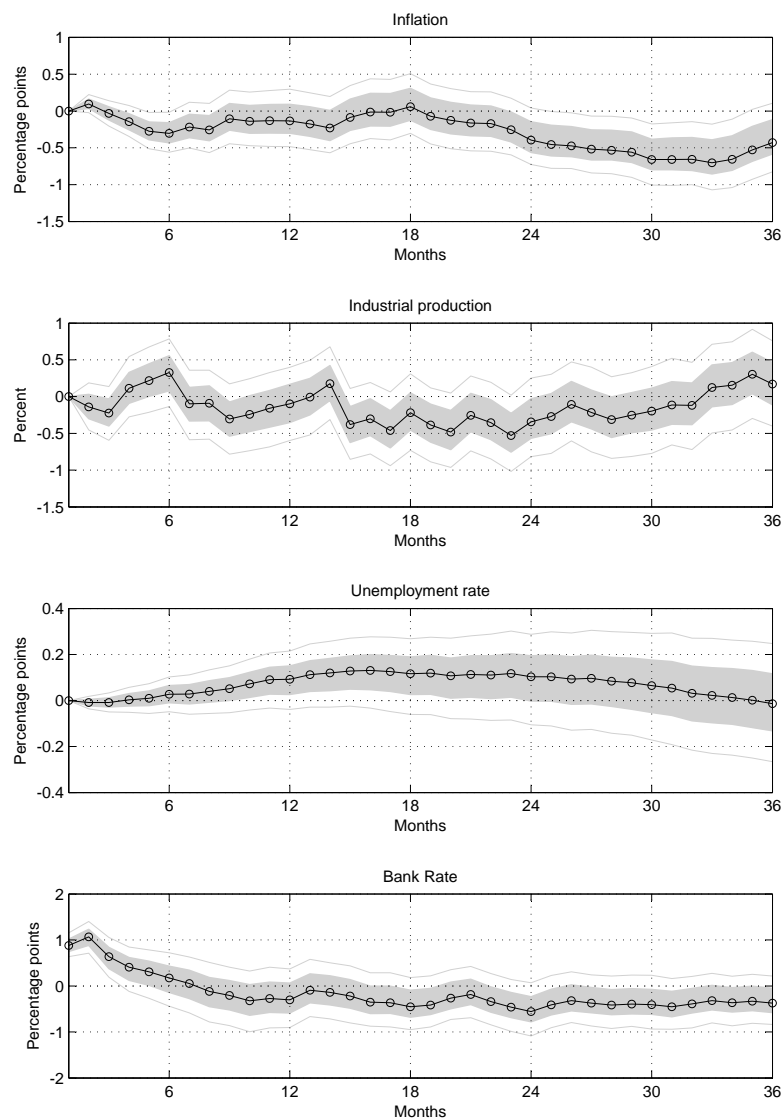 Inflation
1
0.5
0
-0.5
-1
-1.5
Percentage points
6 12 18 24 30 36
Months
Industrial production
1
0.5
0
-0.5
-1
-1.5
Percent
6 12 18 24 30 36
Months
Unemployment rate
0.4
0.2
0
-0.2
-0.4
Percentage points
6 12 18 24 30 36
Months
Bank Rate
2
1
0
-1
-2
Percentage points
6 12 18 24 30 36
Months